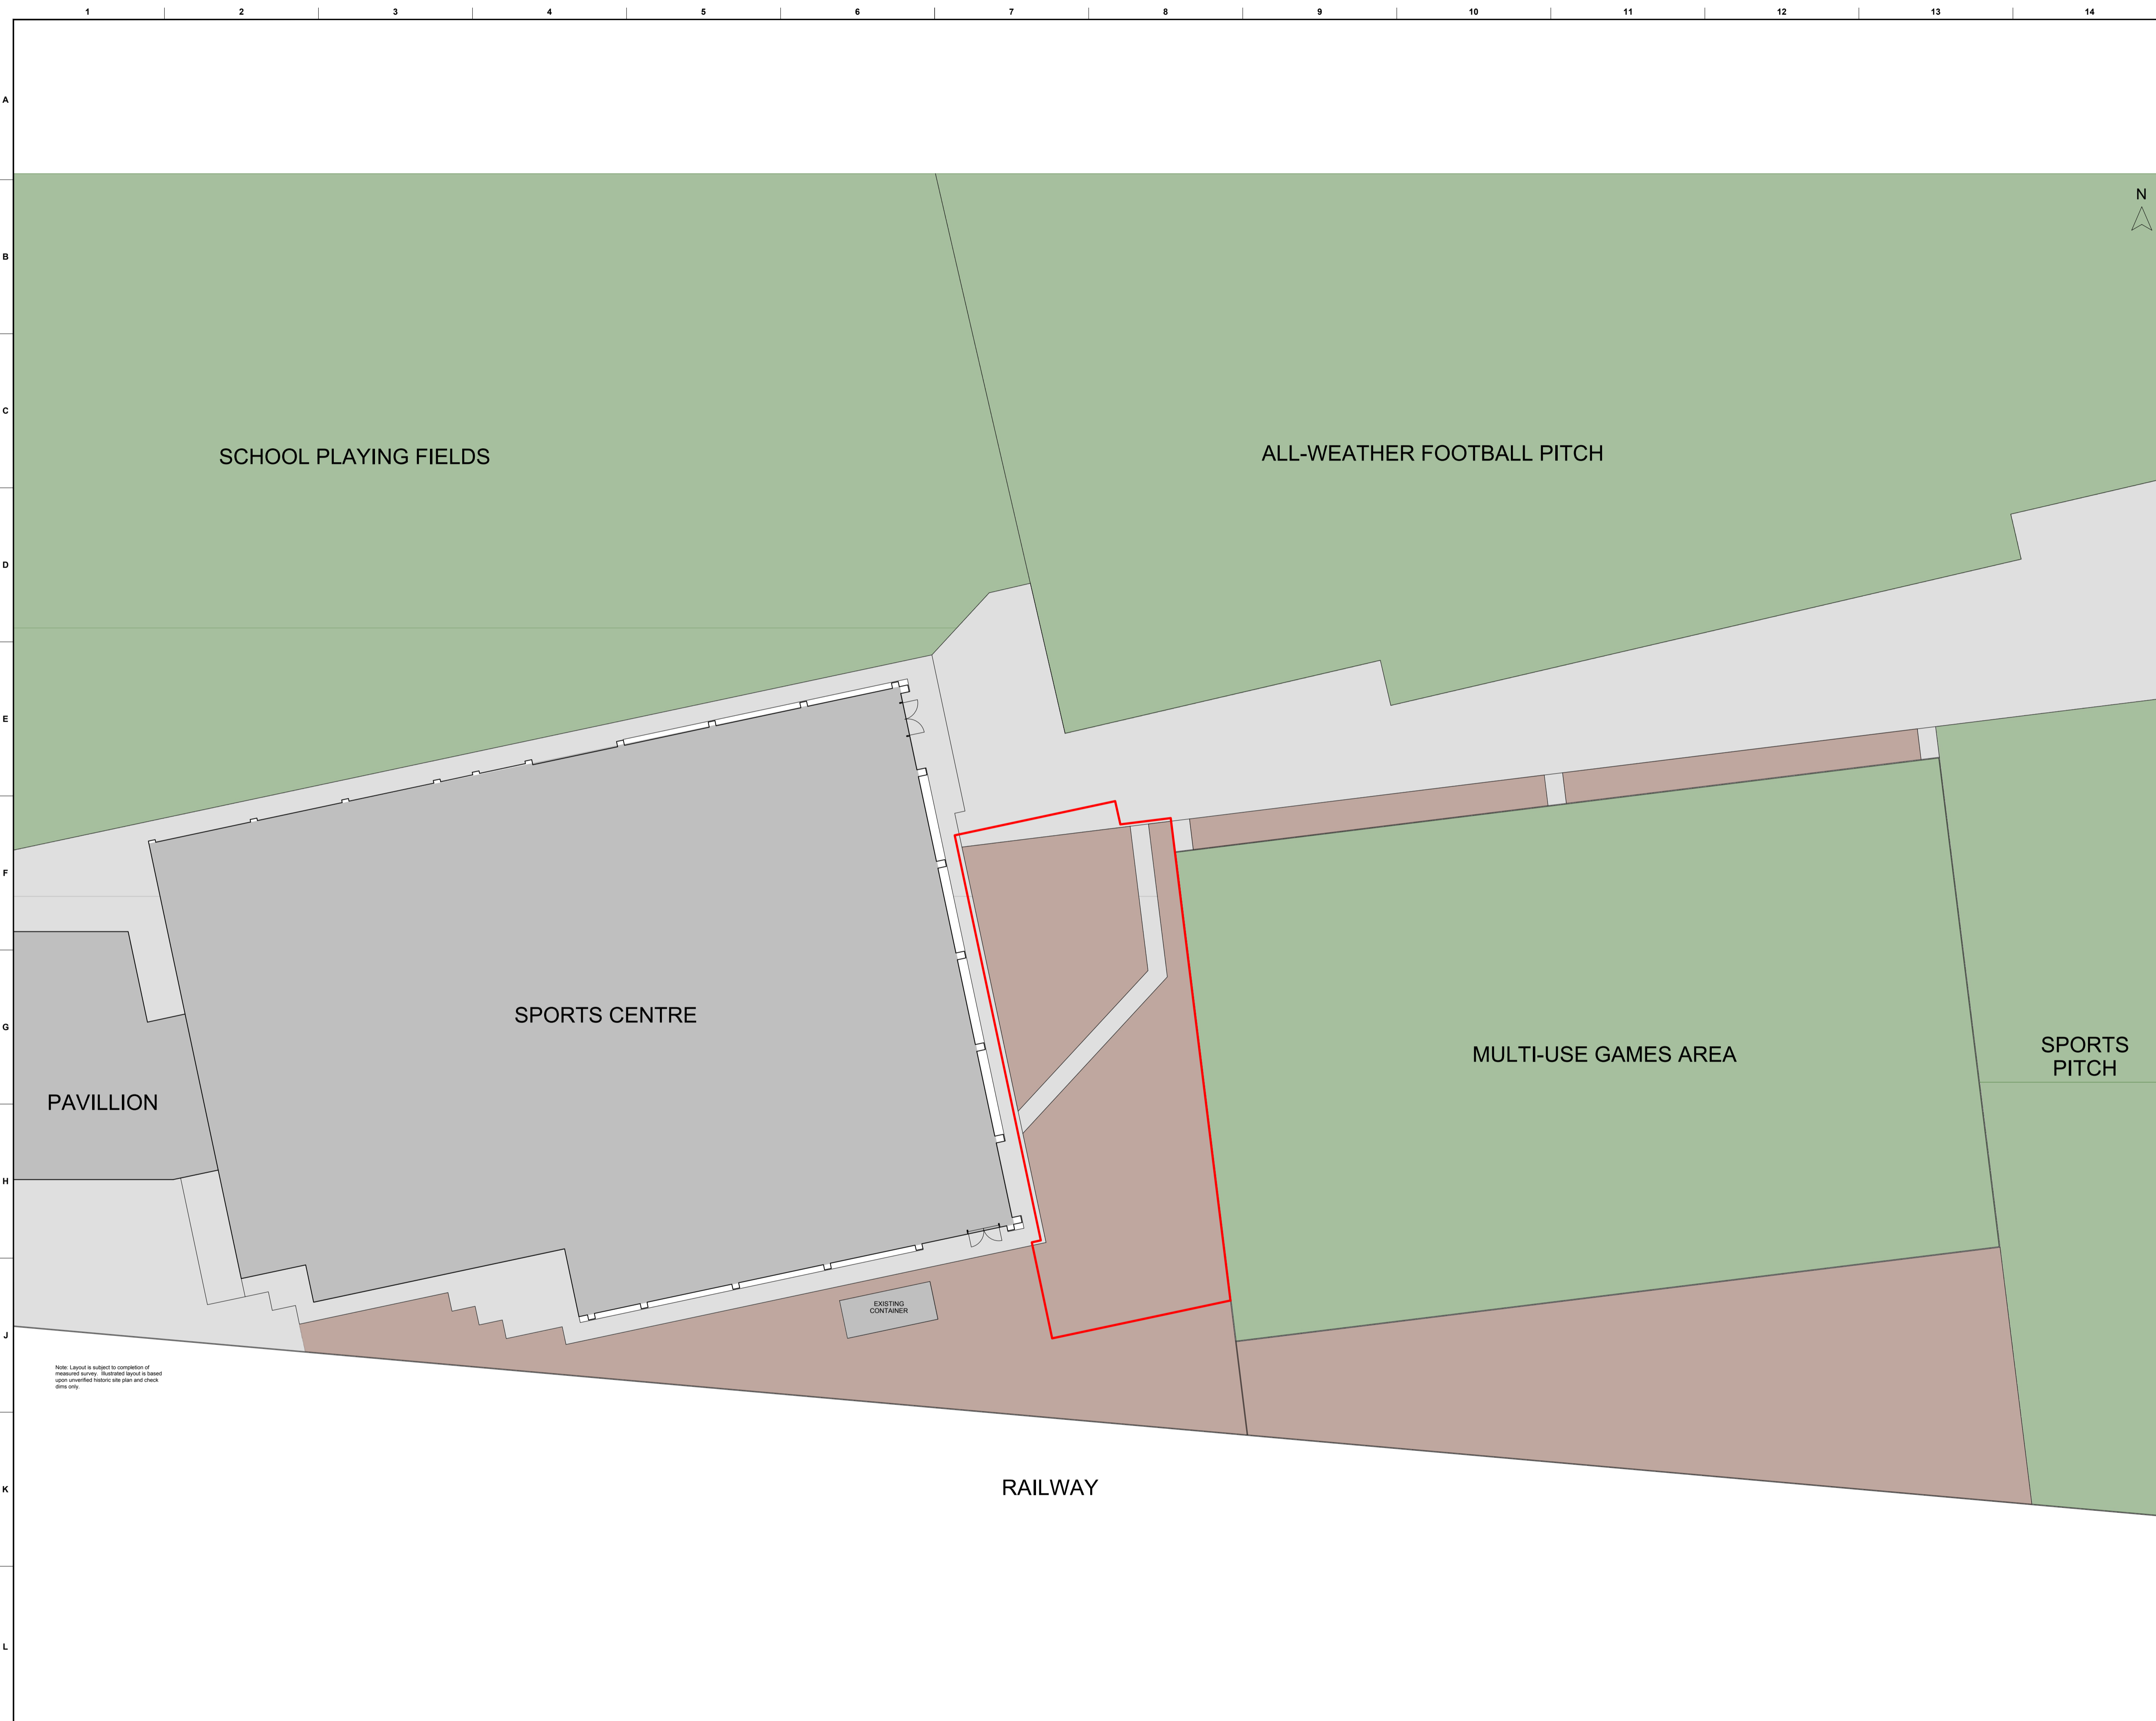 1 2 3 4 5 6 7 8 9 10 11 12 13 14
A
N
B
C
SCHOOL PLAYING FIELDS
ALL-WEATHER FOOTBALL PITCH
D
E
F
SPORTS CENTRE
G
MULTI-USE GAMES AREA
SPORTS
PITCH
PAVILLION
H
EXISTING
CONTAINER
J
Note: Layout is subject to completion of
measured survey. Illustrated layout is based
upon unverified historic site plan and check
dims only.
K
RAILWAY
L